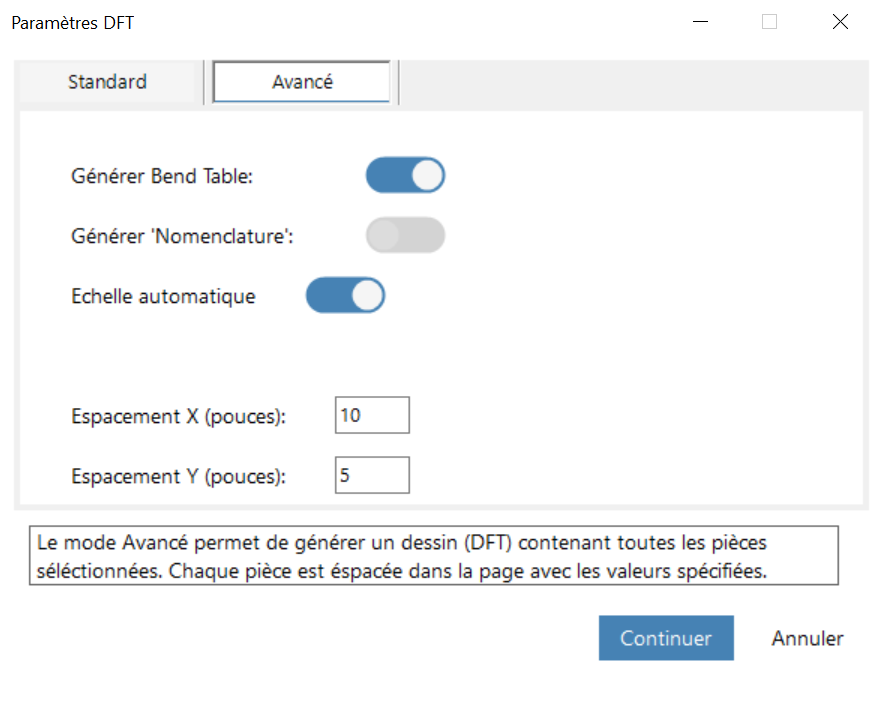 Paramètres DFT
Standard
Avancé
Générer Bend Table:
Générer 'Nomenclature':
Echelle automatique
Espacement X (pouces):
10
Espacement Y (pouces):
5
Le mode Avancé permet de générer un dessin (DFT) contenant toutes les pièces
séléctionnées. Chaque pièce est éspacée dans la page avec les valeurs spécifiées.
Continuer
Annuler